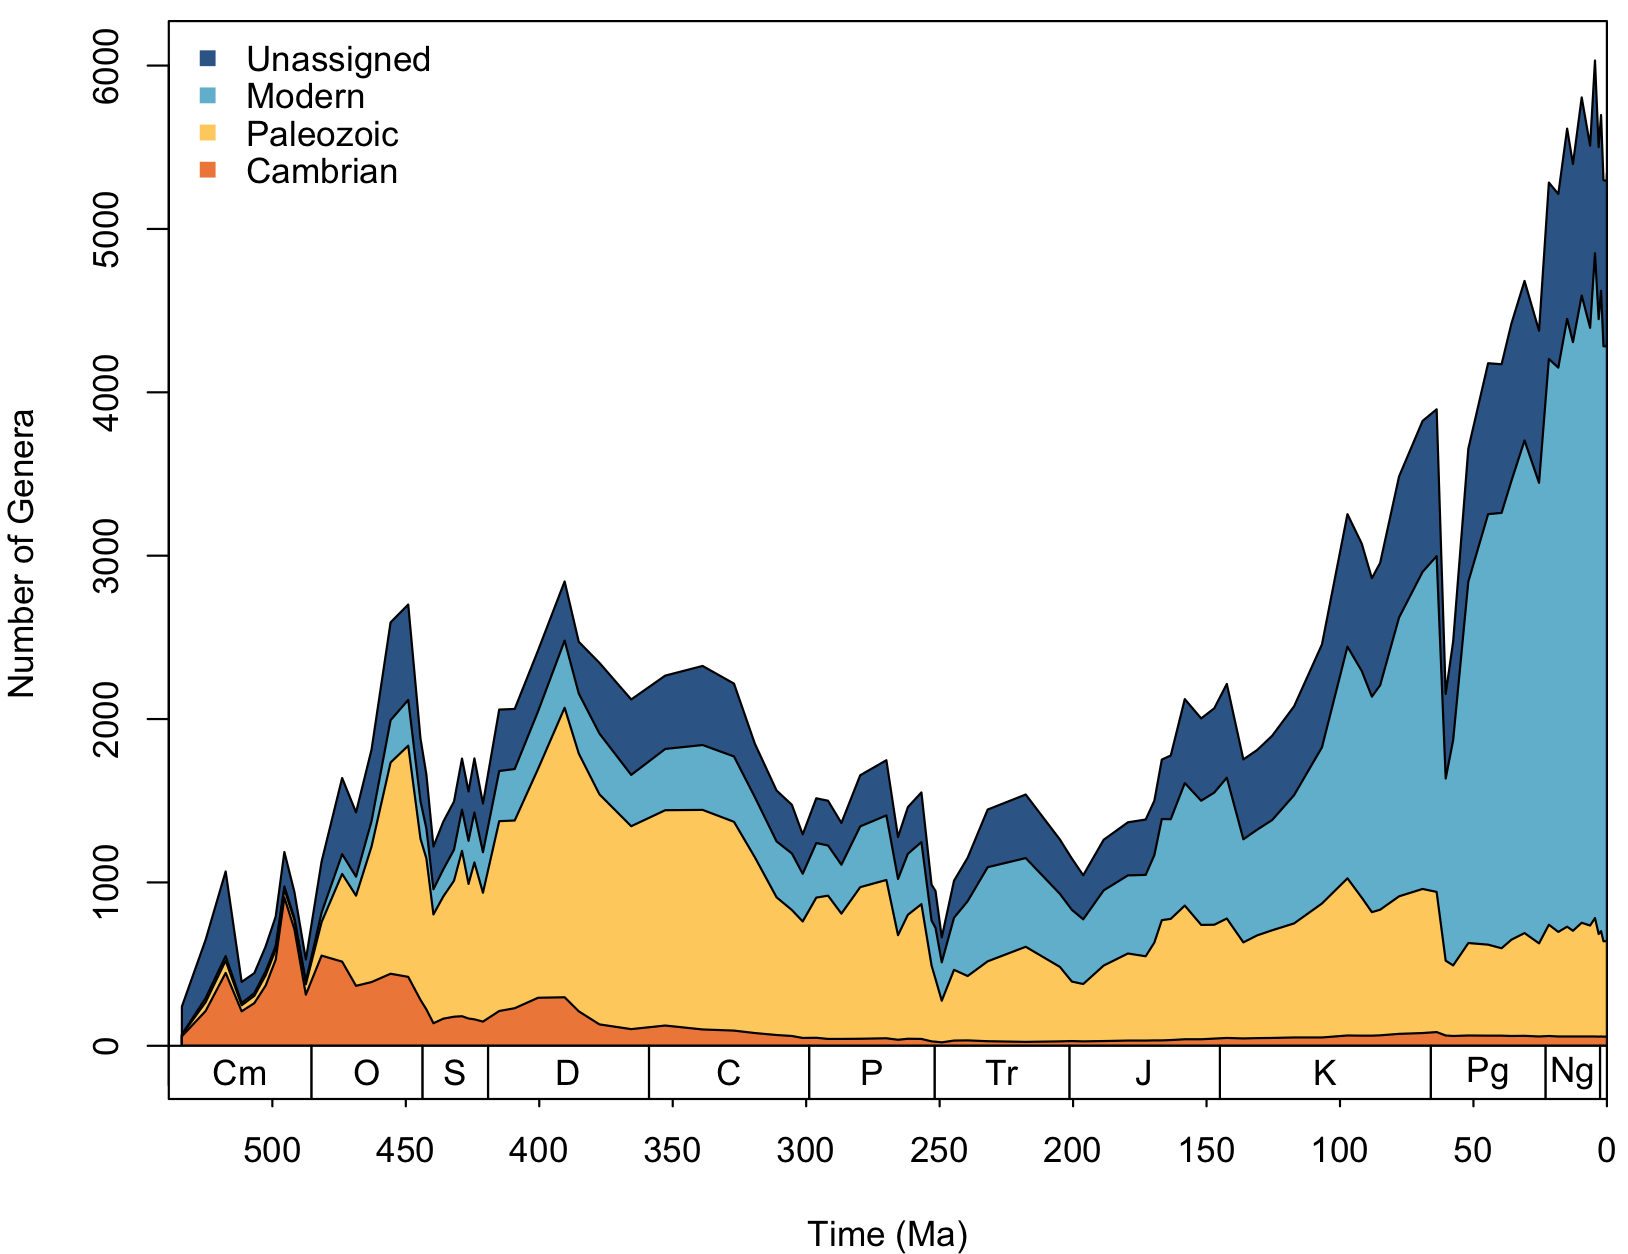 Unassigned
Modern
Paleozoic
Cambrian
Number of Genera
6000
5000
4000
3000
2000
1000
0
Cm O S D C P Tr J K Pg Ng
500 450 400 350 300 250 200 150 100 50 0
Time (Ma)